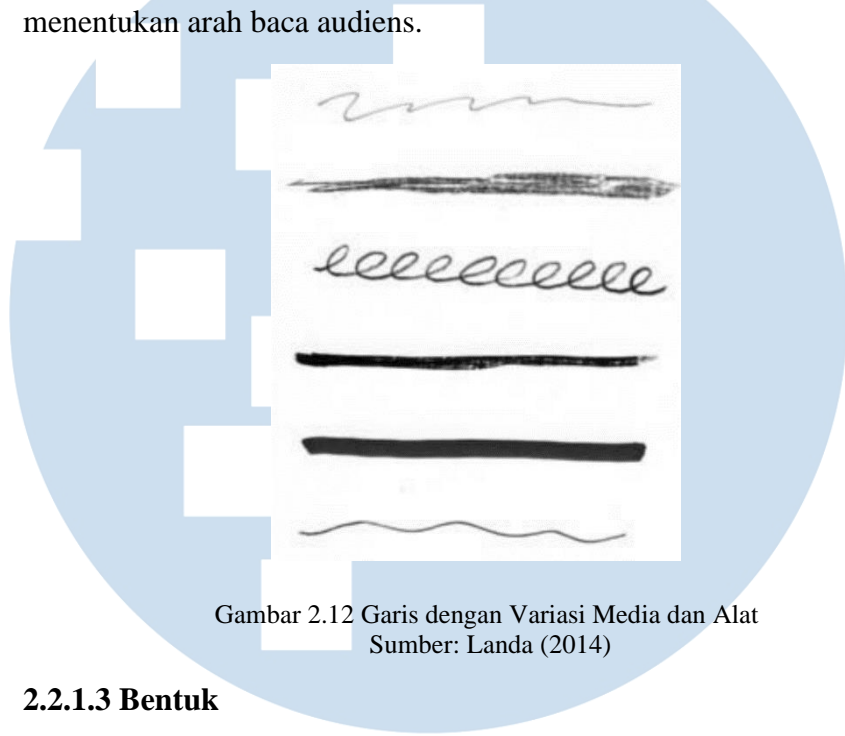 menentukan arah baca audiens.
Gambar 2.12 Garis dengan Variasi Media dan Alat
Sumber: Landa (2014)
2.2.1.3 Bentuk